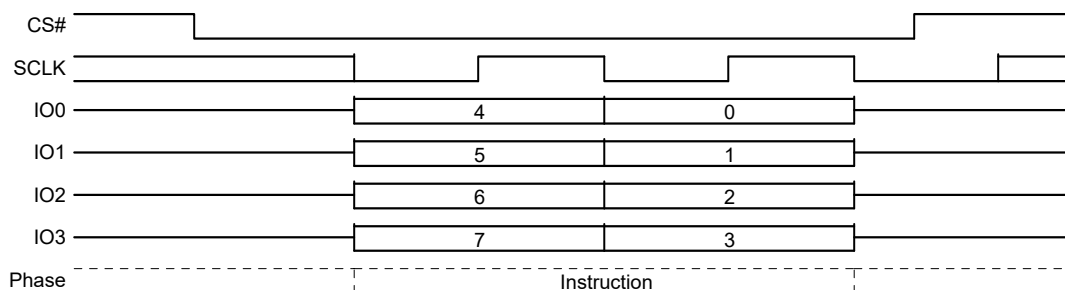 CS#
SCLK
IO0 4 0
IO1 5 1
IO2 6 2
IO3 7 3
Phase Instruction